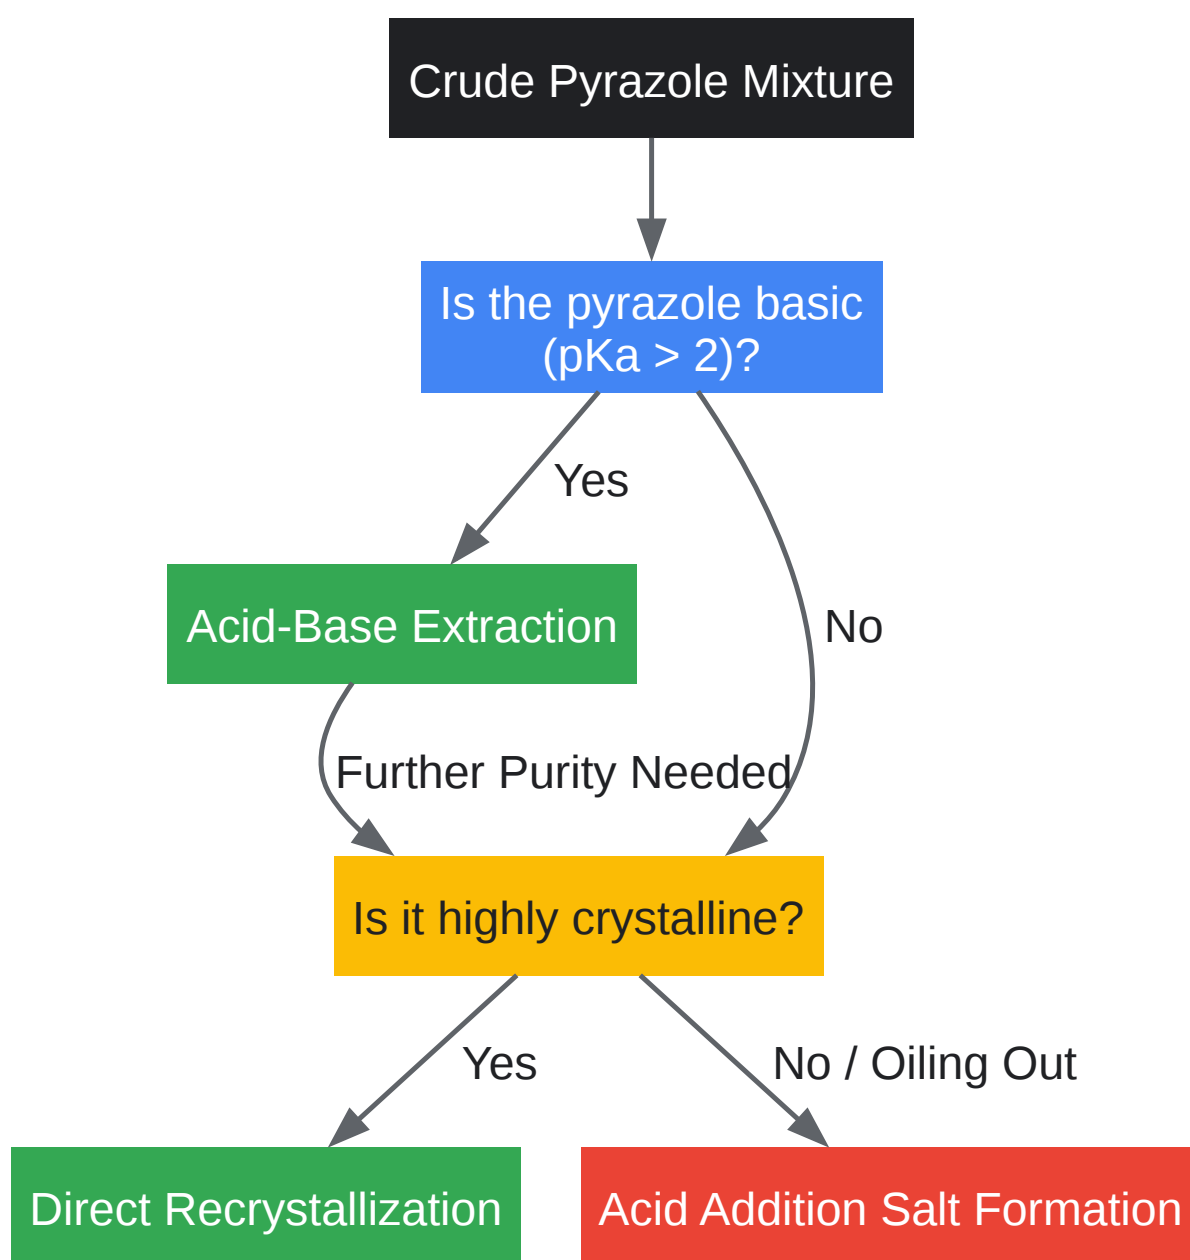 Crude Pyrazole Mixture
Is the pyrazole basic
(pKa > 2)?
Yes
No
Acid-Base Extraction
Further Purity Needed
Is it highly crystalline?
Yes
No / Oiling Out
Direct Recrystallization
Acid Addition Salt Formation